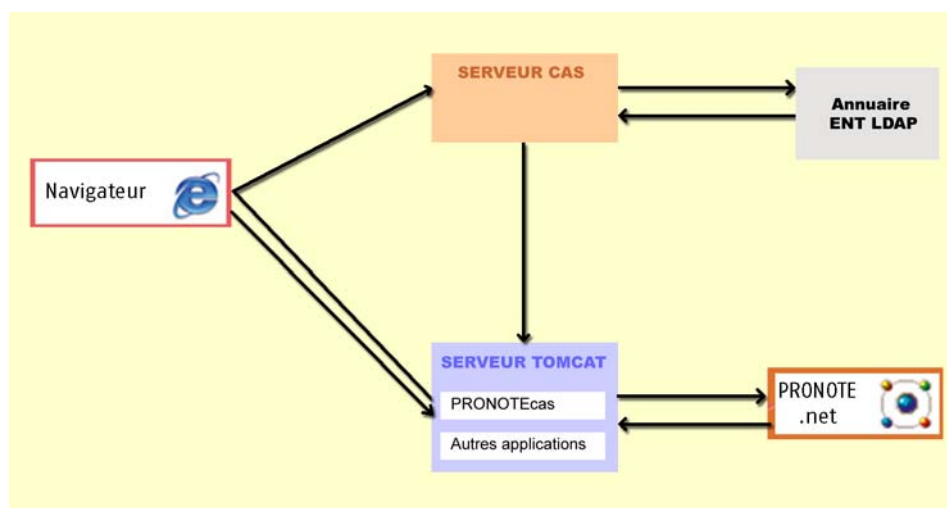 SERVEUR CAS
Annuaire
ENT LDAP
Navigateur
SERVEUR TOMCAT
PRONOTEcas
Autres applications
PRONOTE
.net